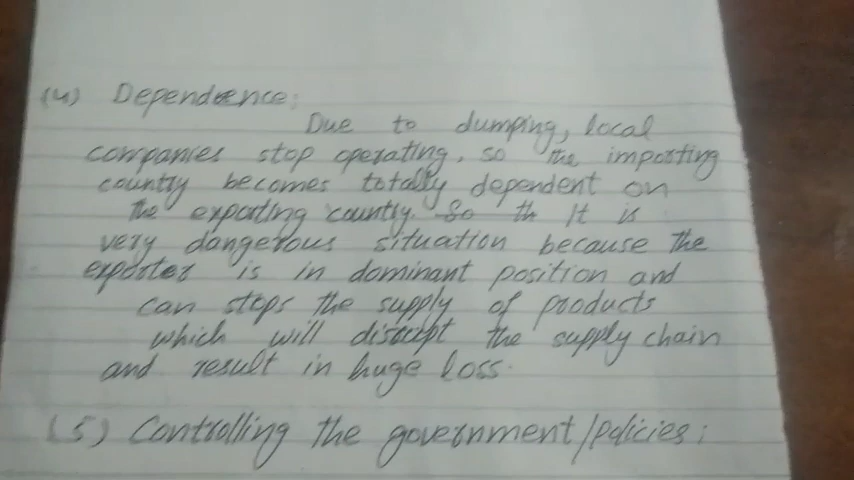 (4) Dependence:
Due to dumping, local
companies stop operating, so the importing
country becomes totally dependent on
the exporting country. So th It is
very dangerous situation because the
exporter is in dominant position and
can stops the supply of products
which will disrupt the supply chain
and result in huge loss.
(5) Controlling the government/policies: